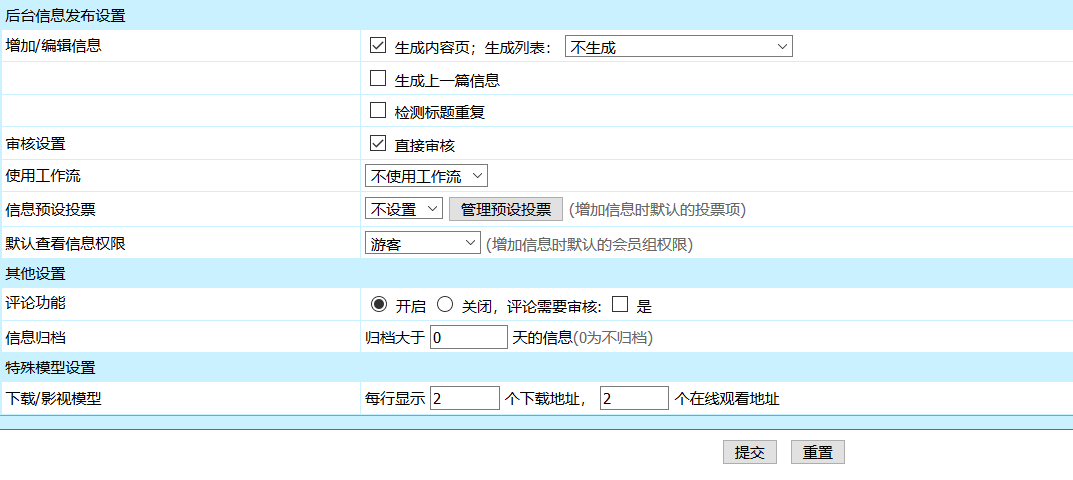 后台信息发布设置
增加/编辑信息 生成内容页；生成列表： 不生成
生成上一篇信息
检测标题重复
审核设置 直接审核
使用工作流 不使用工作流
信息预设投票 不设置 管理预设投票 (增加信息时默认的投票项)
默认查看信息权限 游客 (增加信息时默认的会员组权限)
其他设置
评论功能 开启 关闭，评论需要审核: 是
信息归档 归档大于 0 天的信息(0为不归档)
特殊模型设置
下载/影视模型 每行显示 2 个下载地址， 2 个在线观看地址
提交 重置